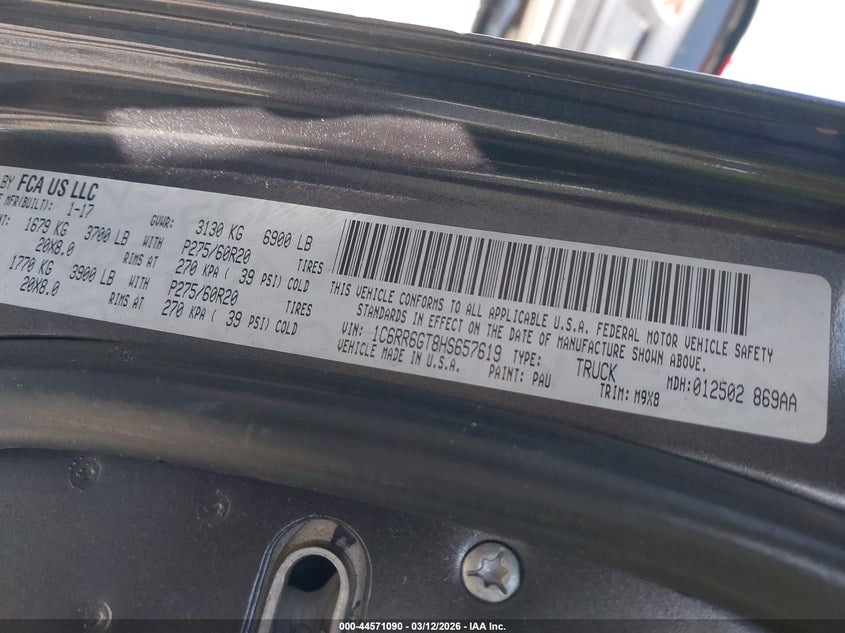 BY FCA US LLC
MFR(BUILT): 1-17
GVWR: 3130 KG 6900 LB
1679 KG 3700 LB WITH P275/60R20 TIRES
20X8.0 RIMS AT 270 KPA ( 39 PSI) COLD
1770 KG 3900 LB WITH P275/60R20 TIRES
20X8.0 RIMS AT 270 KPA ( 39 PSI) COLD
THIS VEHICLE CONFORMS TO ALL APPLICABLE U.S.A. FEDERAL MOTOR VEHICLE SAFETY
STANDARDS IN EFFECT ON THE DATE OF MANUFACTURE SHOWN ABOVE.
VIN: 1C6RR6GT8HS657619 TYPE: TRUCK MDH:012502 869AA
VEHICLE MADE IN U.S.A. PAINT: PAU TRIM: M9X8
000-44571090 - 03/12/2026 - IAA Inc.